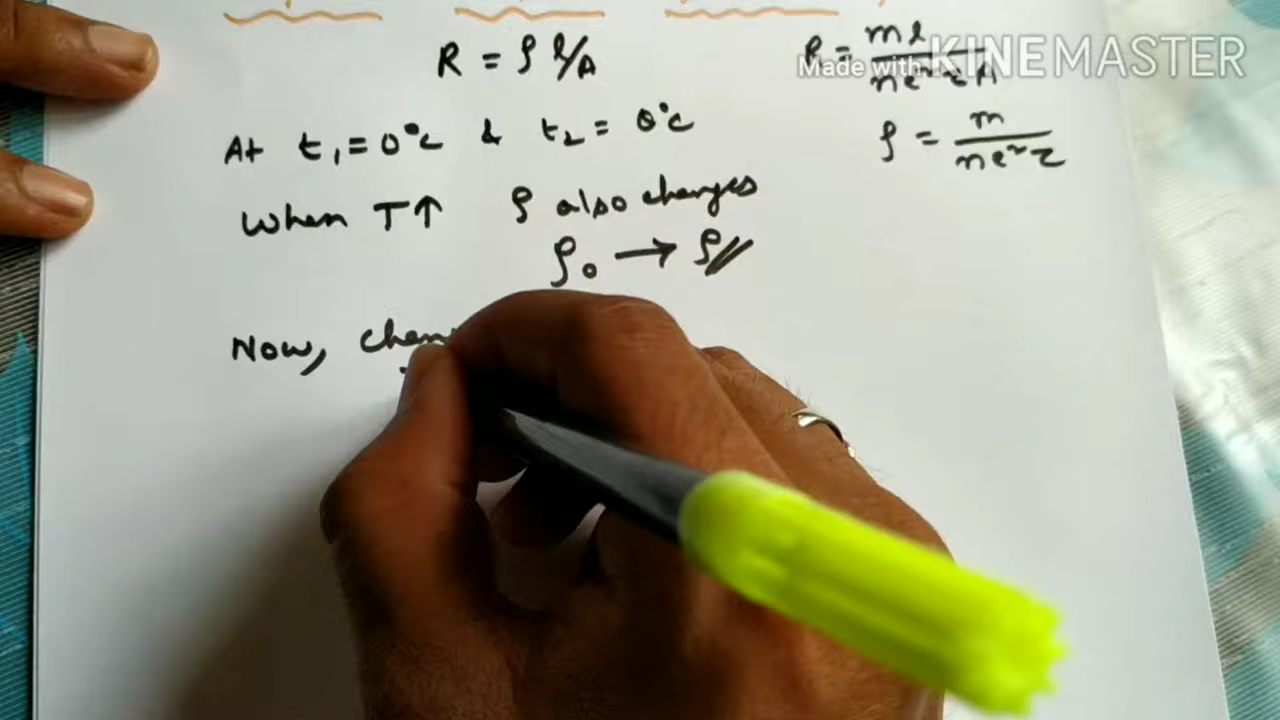 R = ρ l/A
R = ml/ne²τA
Made with KINEMASTER
At t₁ = 0°C & t₂ = θ°C
ρ = m/ne²τ
When T↑ ρ also changes
ρ₀ → ρ
Now, chan